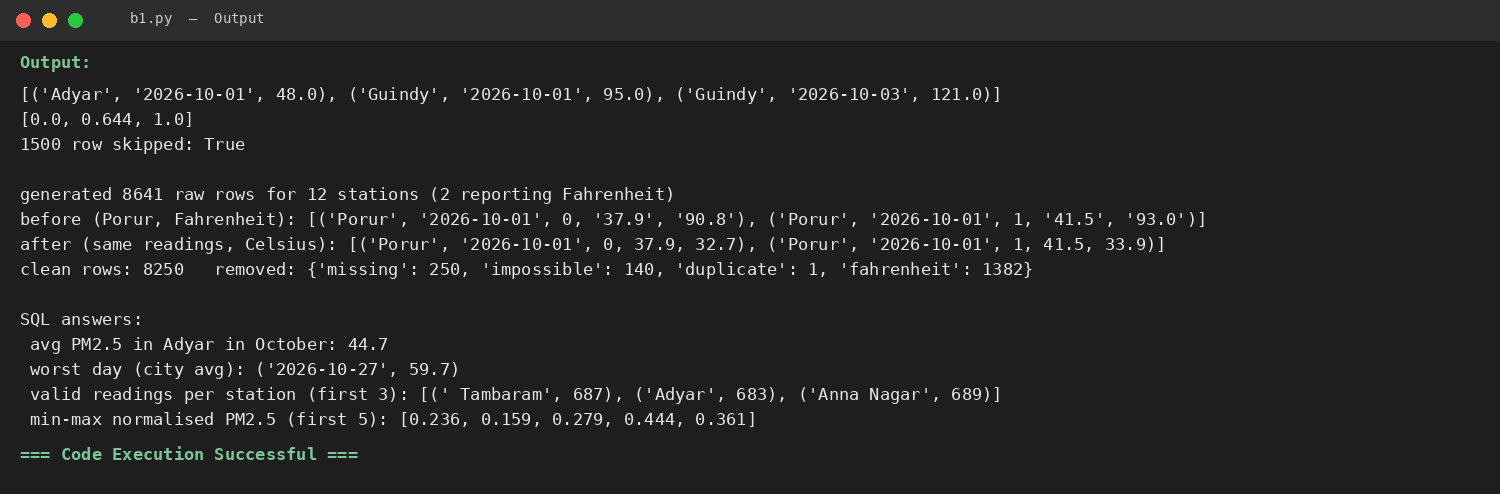 b1.py — Output
Output:
[('Adyar', '2026-10-01', 48.0), ('Guindy', '2026-10-01', 95.0), ('Guindy', '2026-10-03', 121.0)]
[0.0, 0.644, 1.0]
1500 row skipped: True
generated 8641 raw rows for 12 stations (2 reporting Fahrenheit)
before (Porur, Fahrenheit): [('Porur', '2026-10-01', 0, '37.9', '90.8'), ('Porur', '2026-10-01', 1, '41.5', '93.0')]
after (same readings, Celsius): [('Porur', '2026-10-01', 0, 37.9, 32.7), ('Porur', '2026-10-01', 1, 41.5, 33.9)]
clean rows: 8250   removed: {'missing': 250, 'impossible': 140, 'duplicate': 1, 'fahrenheit': 1382}
SQL answers:
 avg PM2.5 in Adyar in October: 44.7
 worst day (city avg): ('2026-10-27', 59.7)
 valid readings per station (first 3): [(' Tambaram', 687), ('Adyar', 683), ('Anna Nagar', 689)]
 min-max normalised PM2.5 (first 5): [0.236, 0.159, 0.279, 0.444, 0.361]
=== Code Execution Successful ===